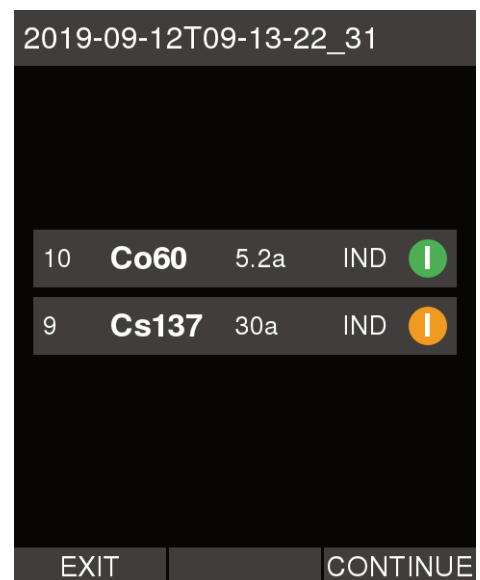 2019-09-12T09-13-22_31
10 Co60 5.2a IND I
9 Cs137 30a IND I
EXIT CONTINUE